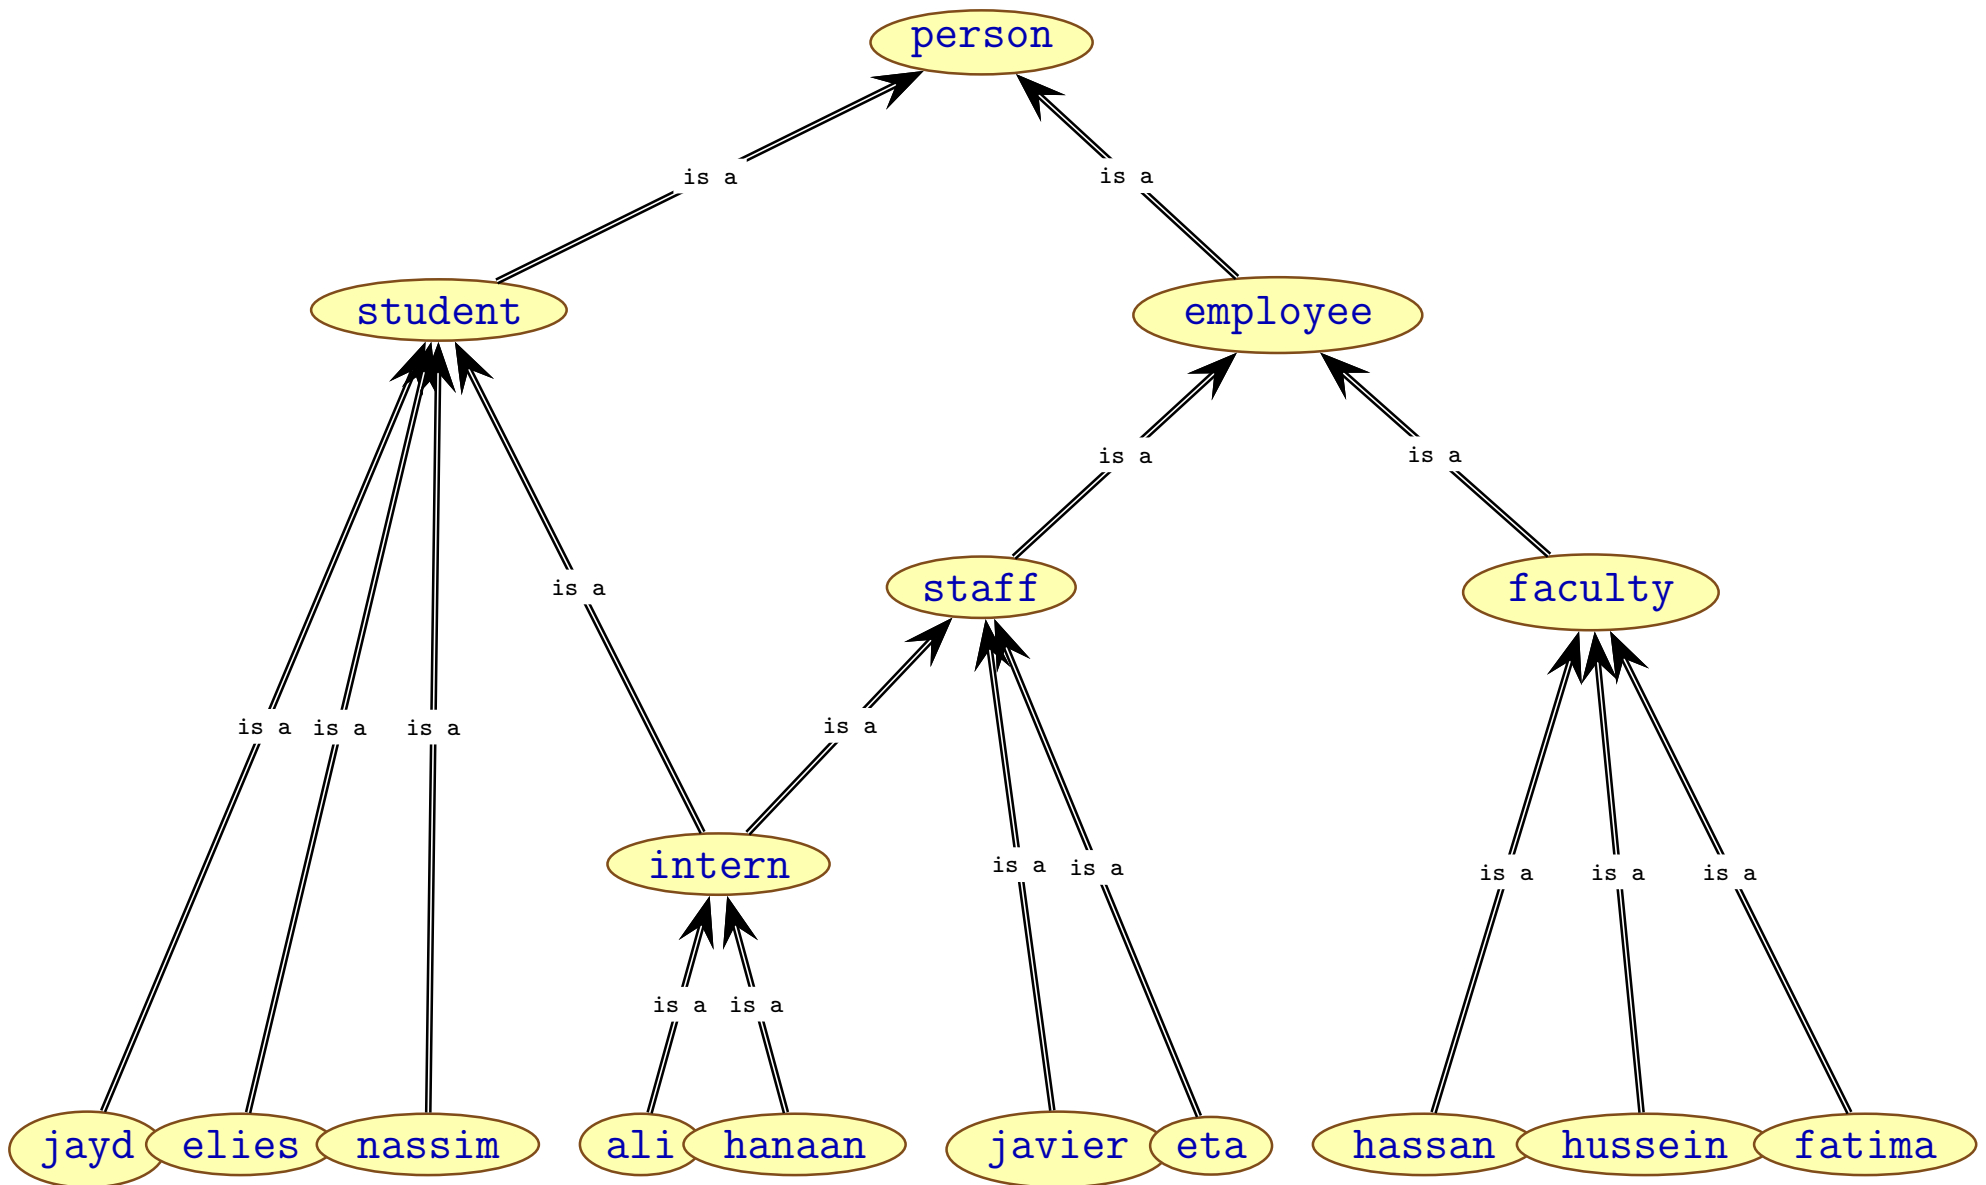 person
is a
is a
student
employee
is a
is a
is a
staff
faculty
is a
is a
is a
is a
intern
is a
is a
is a
is a
is a
is a
is a
jayd
elies
nassim
ali
hanaan
javier
eta
hassan
hussein
fatima